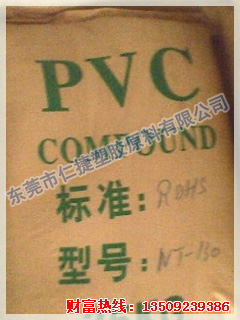 PVC
COMPOUND
东莞市仁捷塑胶原料有限公司
标准: ROHS
型号: NT-130
财富热线: 13509239386